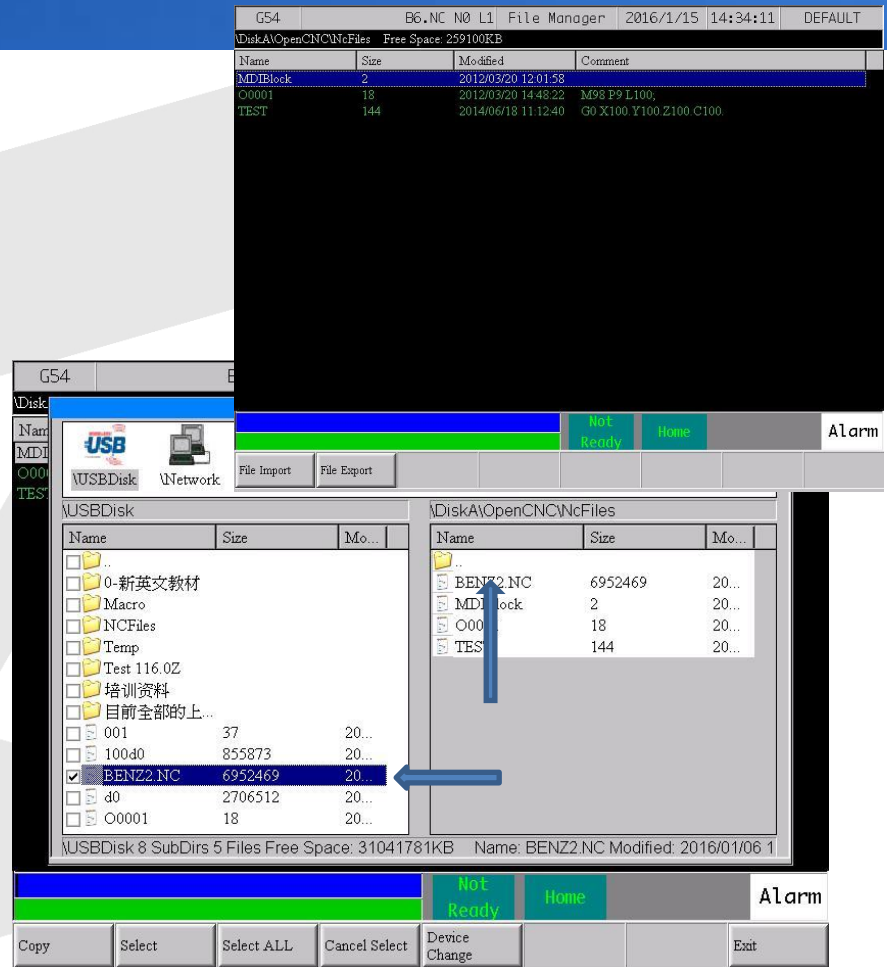 G54 B6.NC N0 L1 File Manager 2016/1/15 14:34:11 DEFAULT
\DiskA\OpenCNC\NcFiles Free Space: 259100KB
Name Size Modified Comment
MDIBlock 2 2012/03/20 12:01:58
O0001 18 2012/03/20 14:48:22 M98 P9 L100;
TEST 144 2014/06/18 11:12:40 G0 X100. Y100. Z100. C100.
Not Ready Home Alarm
File Import File Export
G54
\Disk
Nam
MDI
O000
TES
USB
\USBDisk \Network
\USBDisk
Name Size Mo...
..
0-新英文教材
Macro
NCFiles
Temp
Test 116.0Z
培训资料
目前全部的上...
001 37 20...
100d0 855873 20...
BENZ2.NC 6952469 20...
d0 2706512 20...
O0001 18 20...
\DiskA\OpenCNC\NcFiles
Name Size Mo...
..
BENZ2.NC 6952469 20...
MDIBlock 2 20...
18 20...
TEST 144 20...
\USBDisk 8 SubDirs 5 Files Free Space: 31041781KB Name: BENZ2.NC Modified: 2016/01/06 1
Not Ready Home Alarm
Copy Select Select ALL Cancel Select Device Change Exit